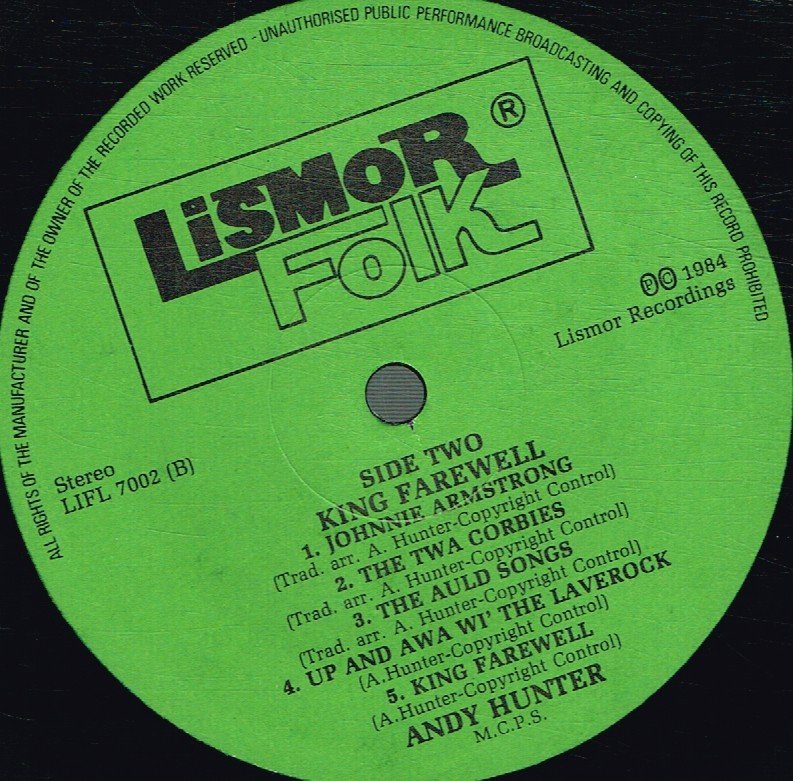 ALL RIGHTS OF THE MANUFACTURER AND OF THE OWNER OF THE RECORDED WORK RESERVED - UNAUTHORISED PUBLIC PERFORMANCE BROADCASTING AND COPYING OF THIS RECORD PROHIBITED
LiSMOR ®
FOlK
Ⓟ© 1984
Lismor Recordings
Stereo
LIFL 7002 (B)
SIDE TWO
KING FAREWELL
1. JOHNNIE ARMSTRONG
(Trad. arr. A. Hunter-Copyright Control)
2. THE TWA CORBIES
(Trad. arr. A. Hunter-Copyright Control)
3. THE AULD SONGS
(Trad. arr. A. Hunter-Copyright Control)
4. UP AND AWA WI' THE LAVEROCK
(A.Hunter-Copyright Control)
5. KING FAREWELL
(A.Hunter-Copyright Control)
ANDY HUNTER
M.C.P.S.